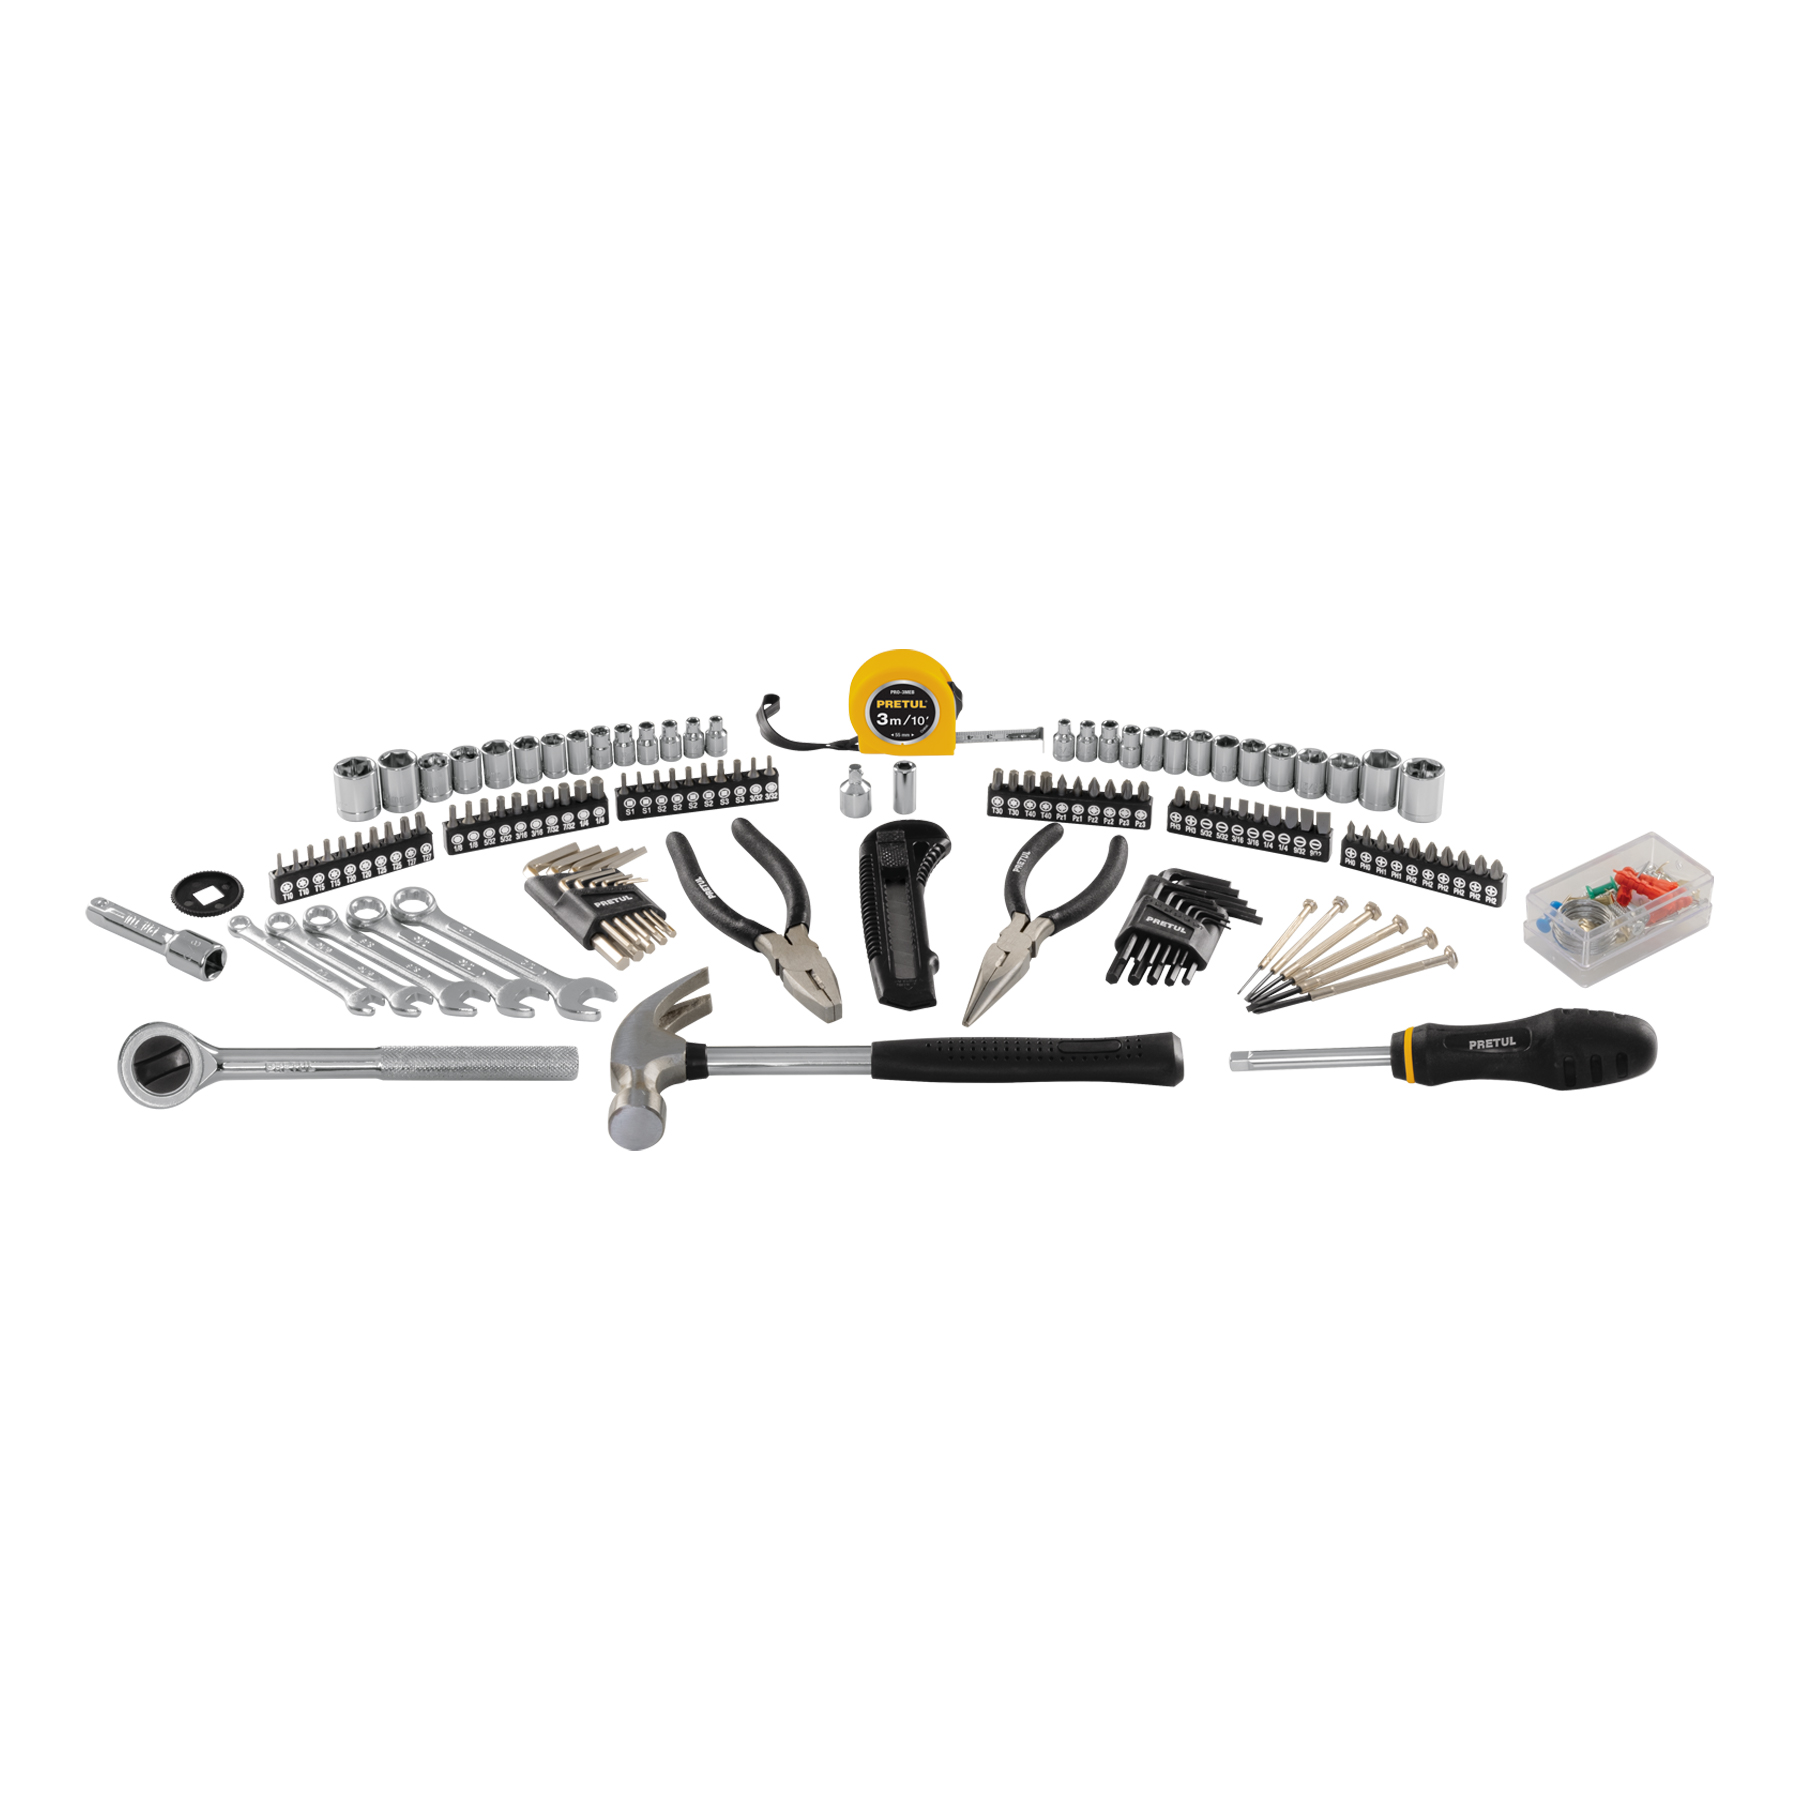 PRO-3MEB
PRETUL
3m/10'
S1 S1 S2 S2 S2 S2 S3 S3 3/32 3/32
1/8 1/8 5/32 5/32 3/16 3/16 7/32 7/32 1/4 1/4
T10 T10 T15 T15 T20 T20 T25 T25 T27 T27
T30 T30 T40 T40 Pz1 Pz1 Pz2 Pz2 Pz3 Pz3
PH3 PH3 5/32 5/32 3/16 3/16 1/4 1/4 9/32 9/32
PH0 PH0 PH1 PH1 PH2 PH2 PH2 PH2 PH2 PH2
PRETUL
PRETUL
PRETUL
PRETUL
PRETUL
PRETUL